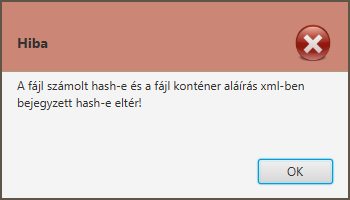 Hiba
A fájl számolt hash-e és a fájl konténer aláírás xml-ben
bejegyzett hash-e eltér!
OK